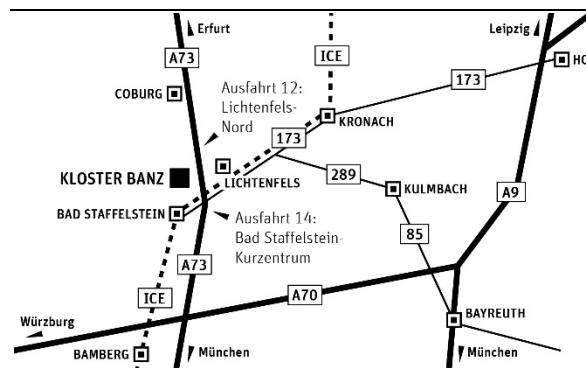 Erfurt
Leipzig
A73
ICE
HO
Ausfahrt 12:
Lichtenfels-
Nord
173
COBURG
KRONACH
173
KLOSTER BANZ
LICHTENFELS
289
KULMBACH
A9
BAD STAFFELSTEIN
Ausfahrt 14:
Bad Staffelstein-
Kurzentrum
85
A73
ICE
A70
Würzburg
BAYREUTH
BAMBERG
München
München